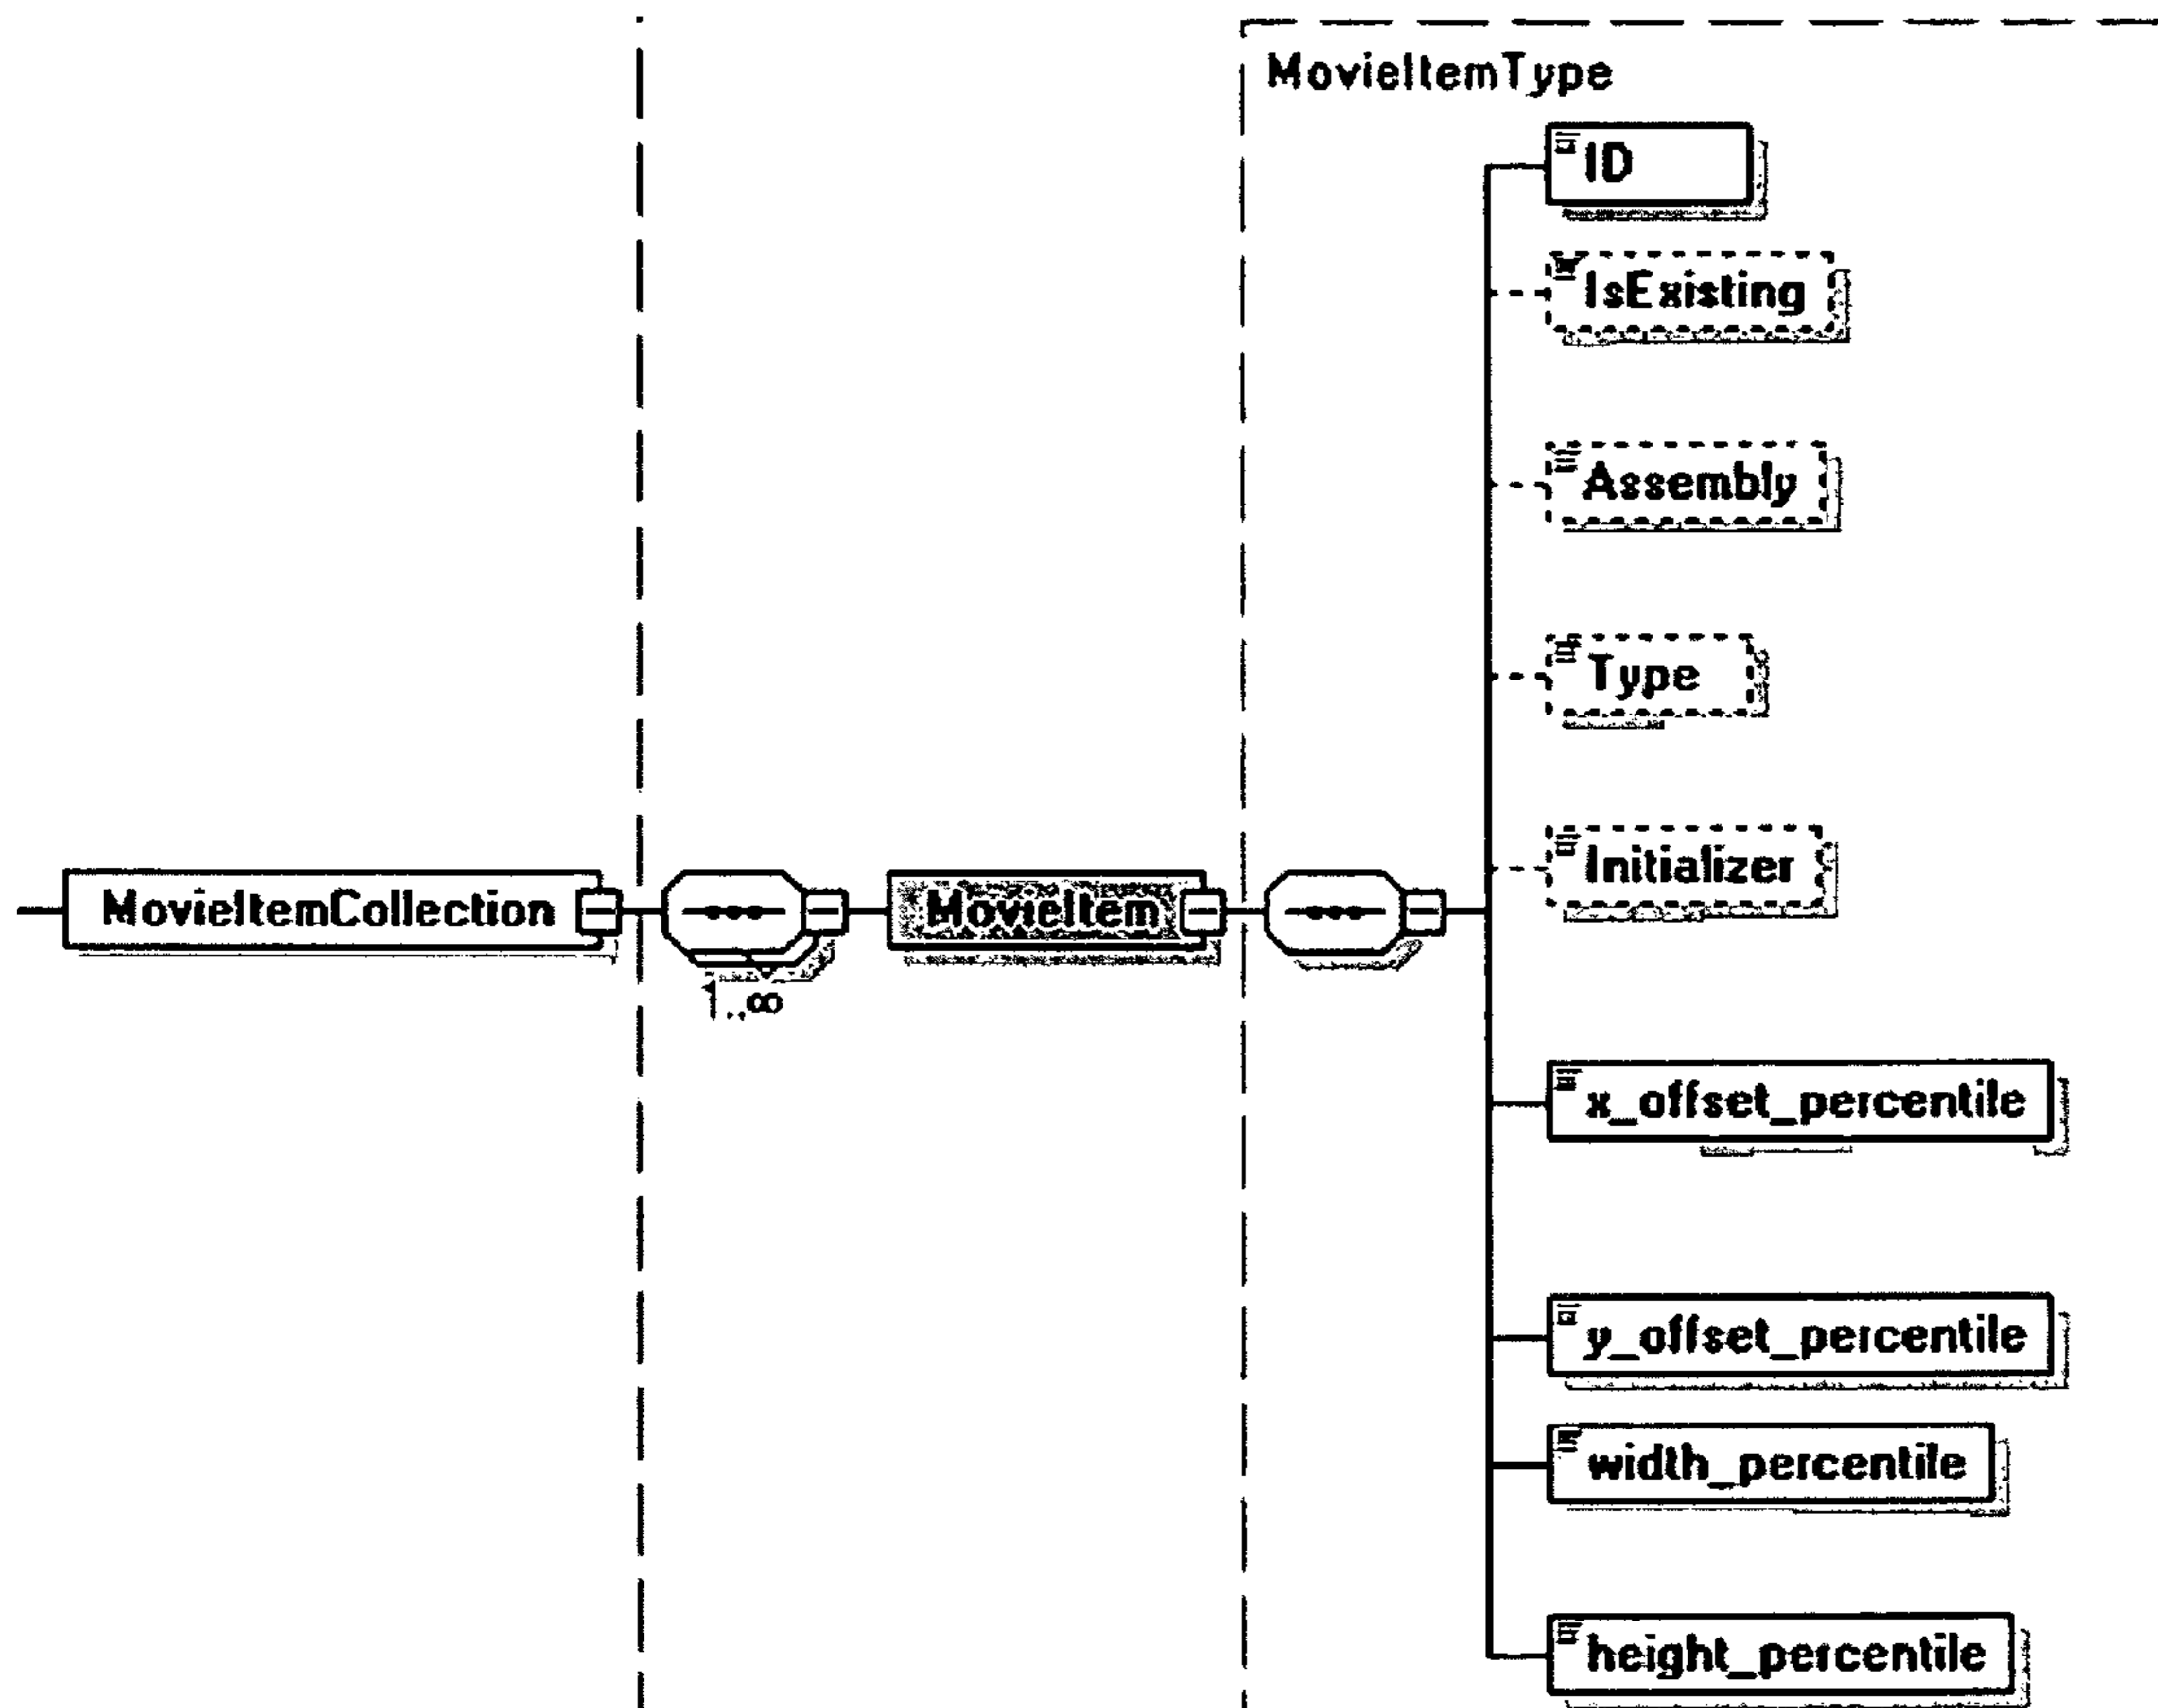 MovieItemType
ID
IsExisting
Assembly
Type
Initializer
MovieItemCollection
MovieItem
1..∞
x_offset_percentile
y_offset_percentile
width_percentile
height_percentile